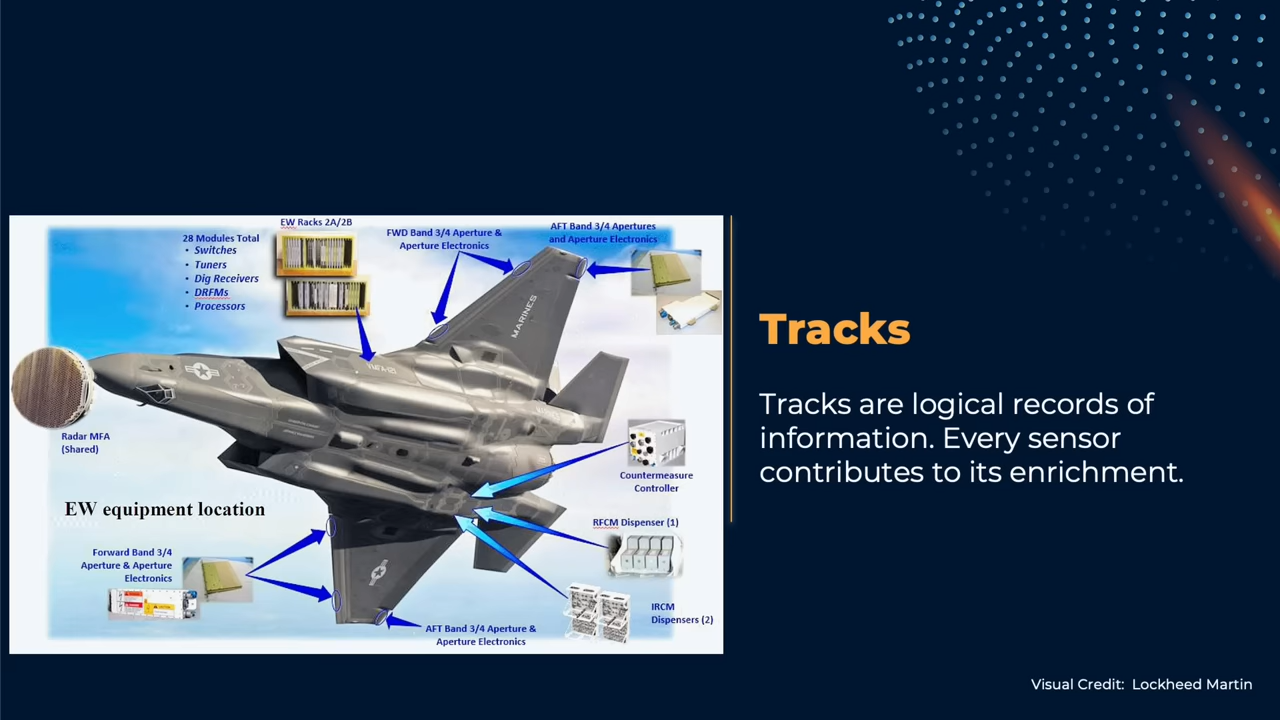 EW Racks 2A/2B
28 Modules Total
• Switches
• Tuners
• Dig Receivers
• DRFMs
• Processors
FWD Band 3/4 Aperture &
Aperture Electronics
AFT Band 3/4 Apertures
and Aperture Electronics
MARINES
Radar MFA
(Shared)
EW equipment location
Countermeasure
Controller
RFCM Dispenser (1)
Forward Band 3/4
Aperture & Aperture
Electronics
IRCM
Dispensers (2)
AFT Band 3/4 Aperture &
Aperture Electronics
Tracks
Tracks are logical records of
information. Every sensor
contributes to its enrichment.
Visual Credit: Lockheed Martin